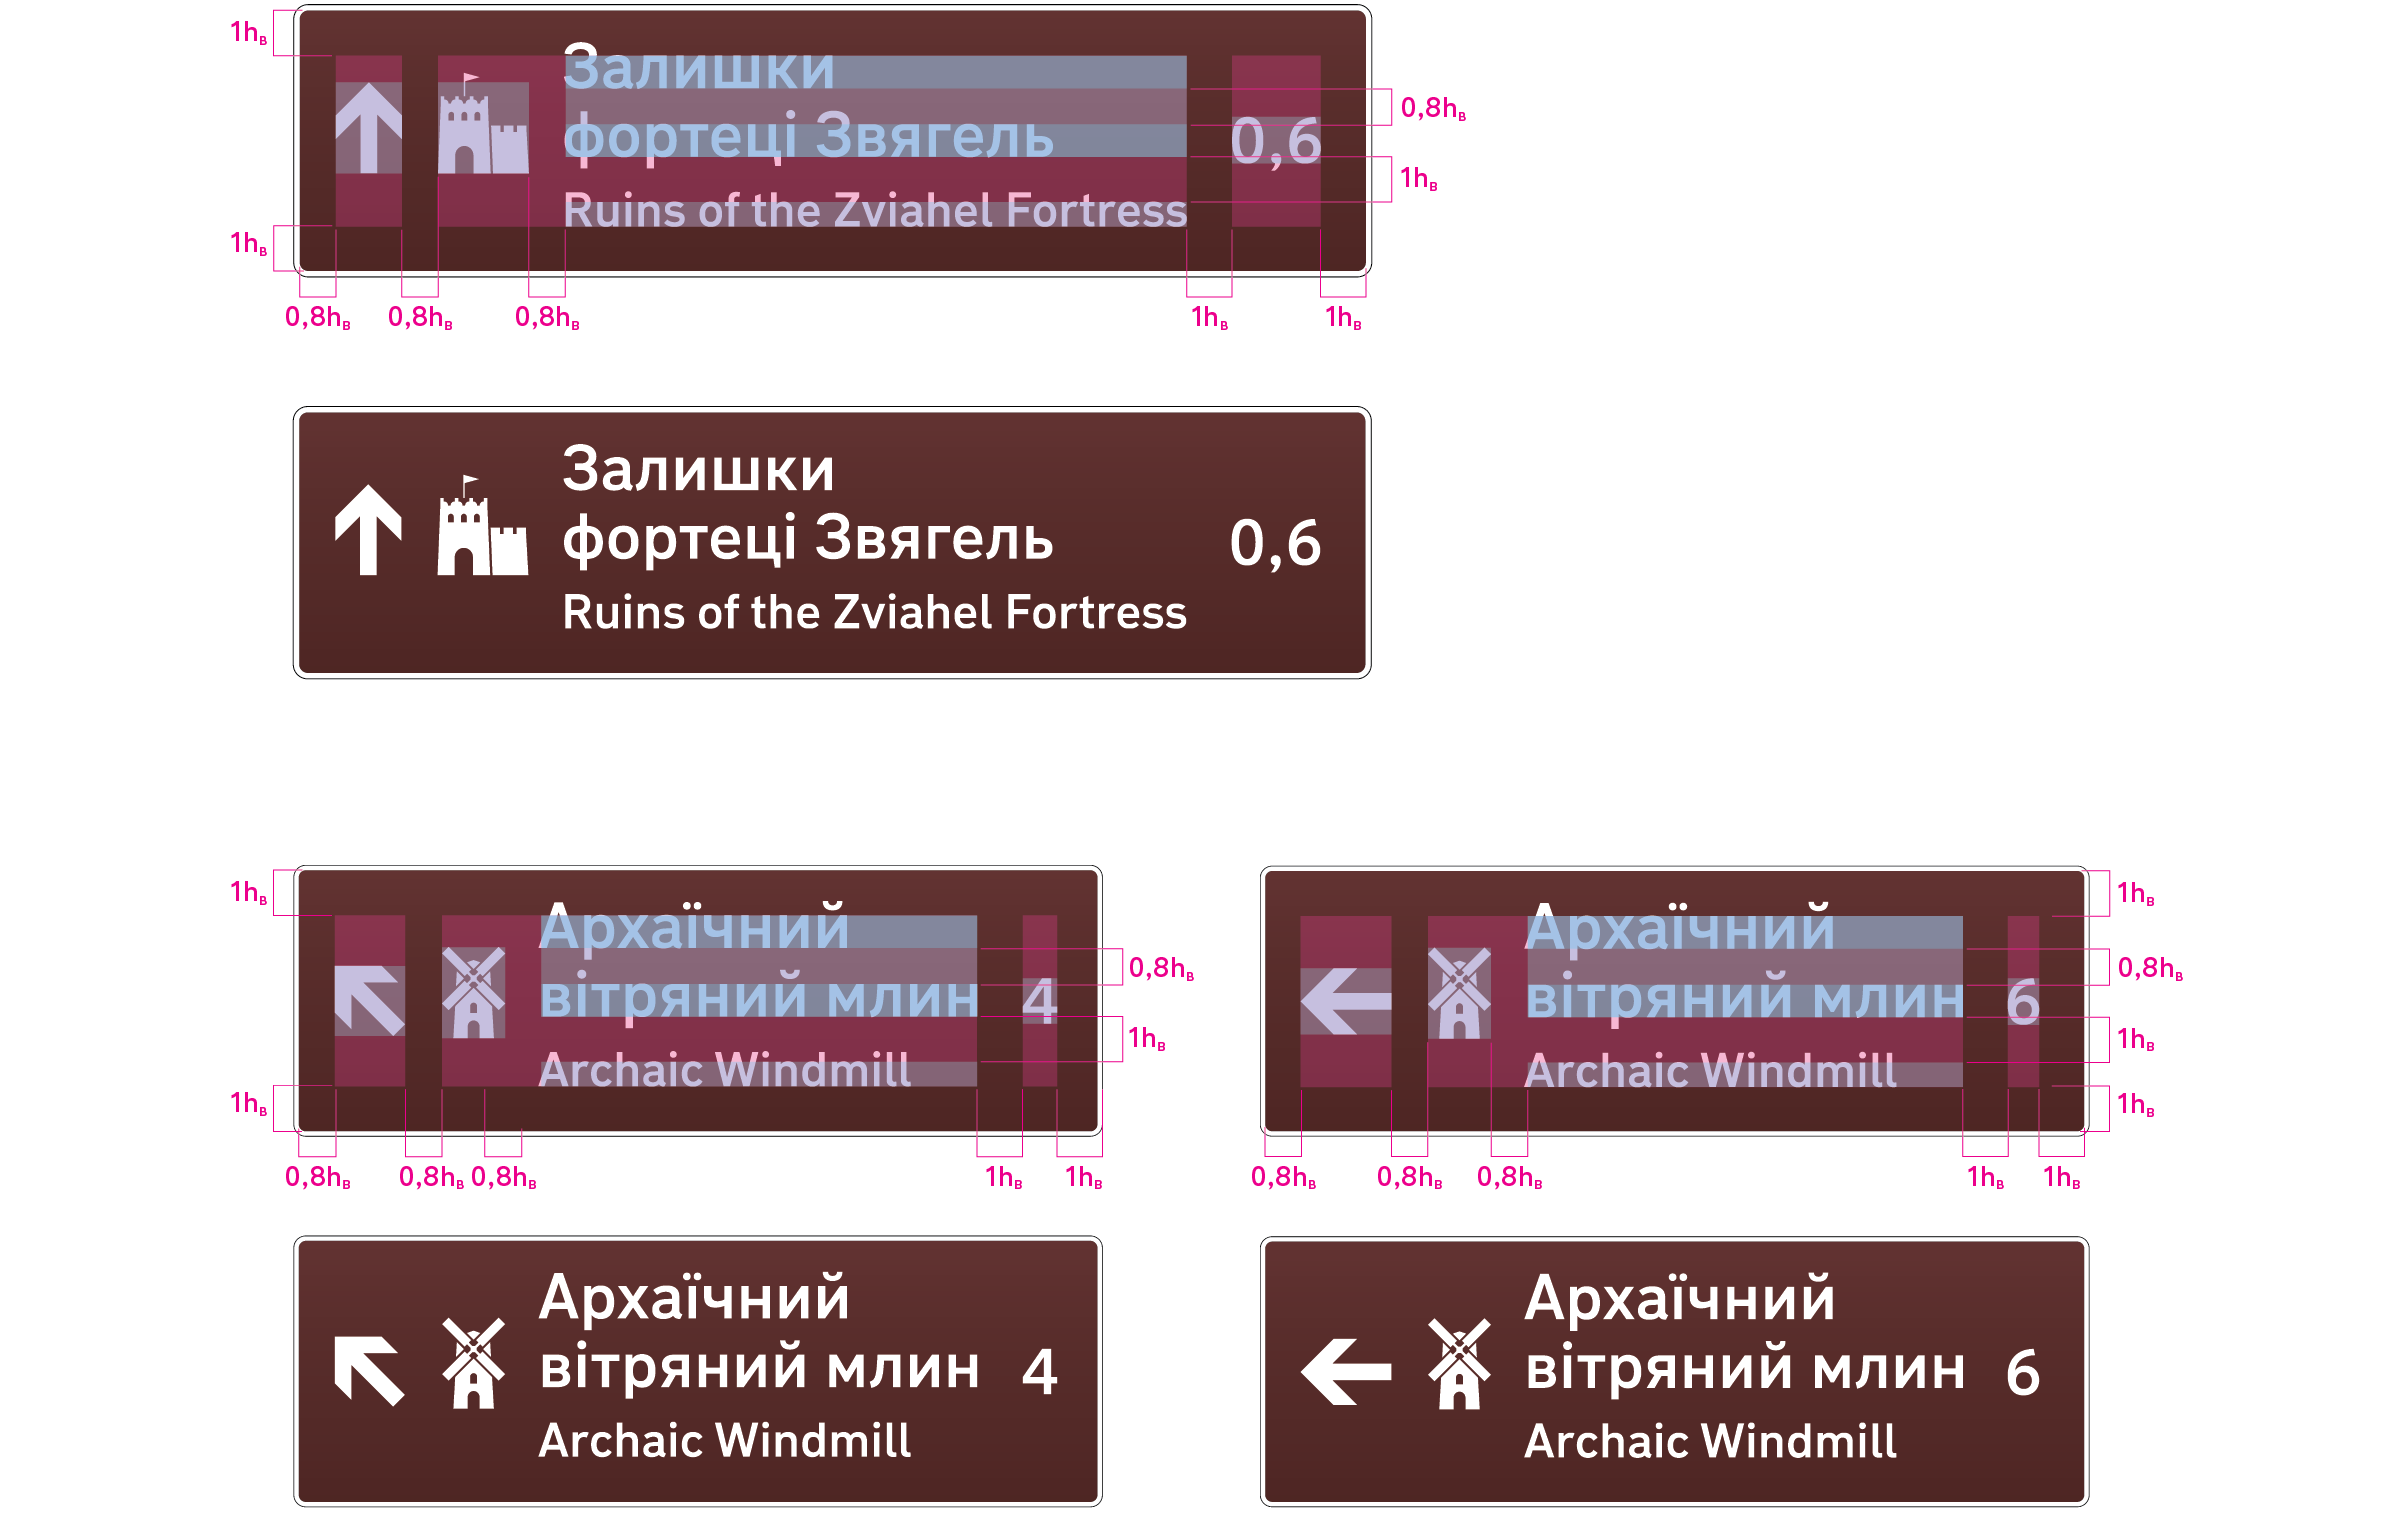 1hв
Залишки
фортеці Звягель
Ruins of the Zviahel Fortress
0,6
0,8hв
1hв
1hв
0,8hв
0,8hв
0,8hв
1hв
1hв
Залишки
фортеці Звягель
Ruins of the Zviahel Fortress
0,6
1hв
Архаїчний
вітряний млин
Archaic Windmill
4
0,8hв
1hв
1hв
0,8hв
0,8hв
0,8hв
1hв
1hв
Архаїчний
вітряний млин
Archaic Windmill
6
1hв
0,8hв
1hв
1hв
0,8hв
0,8hв
0,8hв
1hв
1hв
Архаїчний
вітряний млин
Archaic Windmill
4
Архаїчний
вітряний млин
Archaic Windmill
6